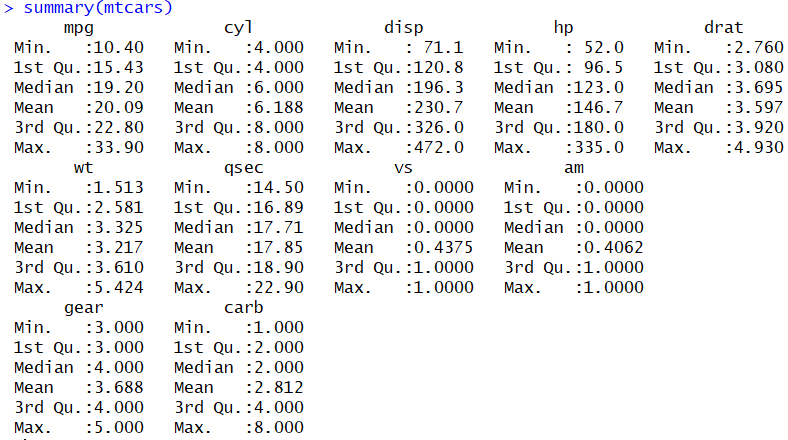 > summary(mtcars)
      mpg             cyl             disp             hp             drat
 Min.   :10.40   Min.   :4.000   Min.   : 71.1   Min.   : 52.0   Min.   :2.760
 1st Qu.:15.43   1st Qu.:4.000   1st Qu.:120.8   1st Qu.: 96.5   1st Qu.:3.080
 Median :19.20   Median :6.000   Median :196.3   Median :123.0   Median :3.695
 Mean   :20.09   Mean   :6.188   Mean   :230.7   Mean   :146.7   Mean   :3.597
 3rd Qu.:22.80   3rd Qu.:8.000   3rd Qu.:326.0   3rd Qu.:180.0   3rd Qu.:3.920
 Max.   :33.90   Max.   :8.000   Max.   :472.0   Max.   :335.0   Max.   :4.930
       wt             qsec             vs               am
 Min.   :1.513   Min.   :14.50   Min.   :0.0000   Min.   :0.0000
 1st Qu.:2.581   1st Qu.:16.89   1st Qu.:0.0000   1st Qu.:0.0000
 Median :3.325   Median :17.71   Median :0.0000   Median :0.0000
 Mean   :3.217   Mean   :17.85   Mean   :0.4375   Mean   :0.4062
 3rd Qu.:3.610   3rd Qu.:18.90   3rd Qu.:1.0000   3rd Qu.:1.0000
 Max.   :5.424   Max.   :22.90   Max.   :1.0000   Max.   :1.0000
      gear            carb
 Min.   :3.000   Min.   :1.000
 1st Qu.:3.000   1st Qu.:2.000
 Median :4.000   Median :2.000
 Mean   :3.688   Mean   :2.812
 3rd Qu.:4.000   3rd Qu.:4.000
 Max.   :5.000   Max.   :8.000